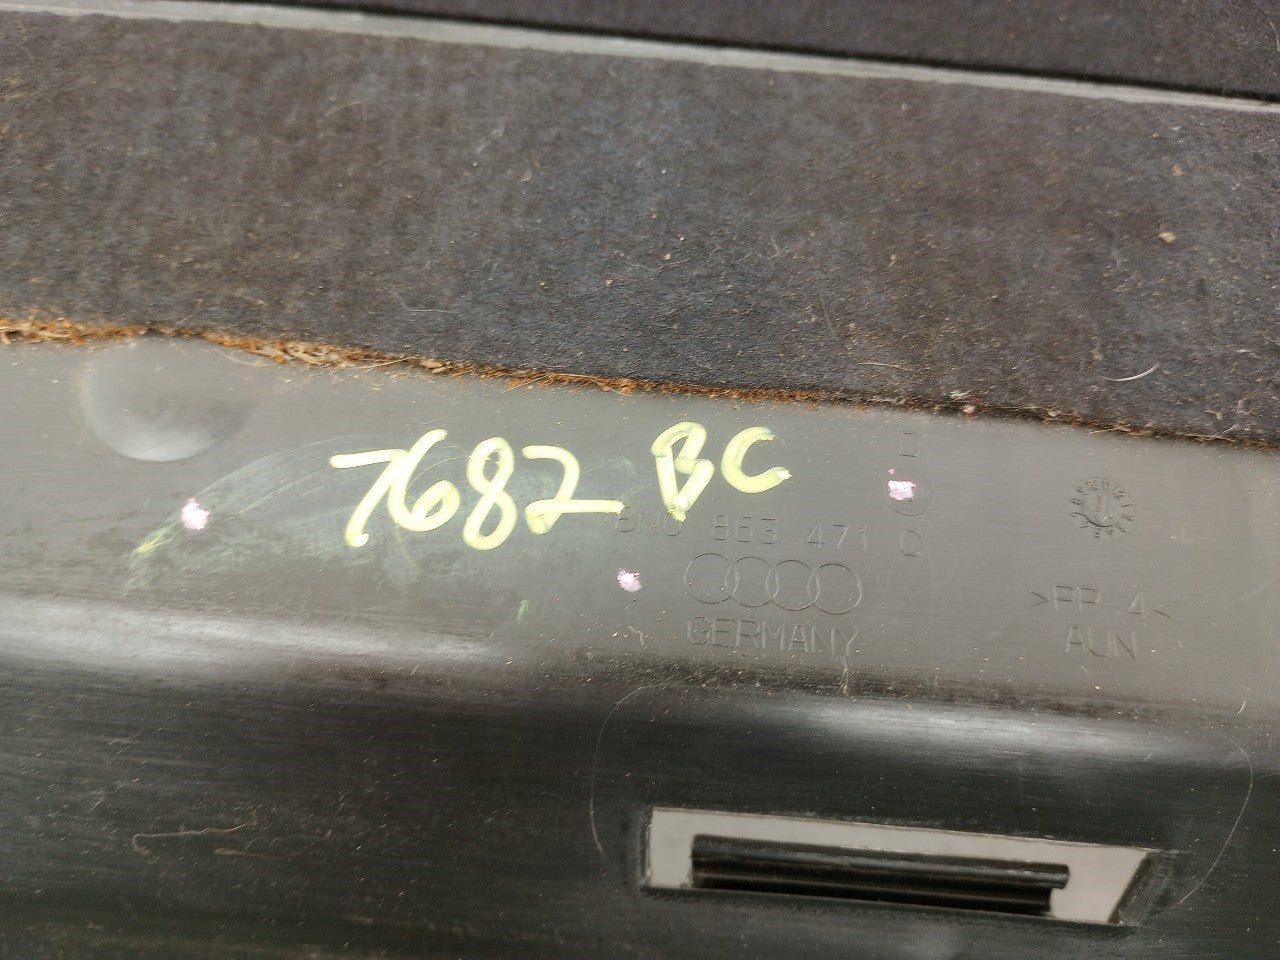 7682 BC
8N0 863 471 C
GERMANY
>PP 4<
AUN